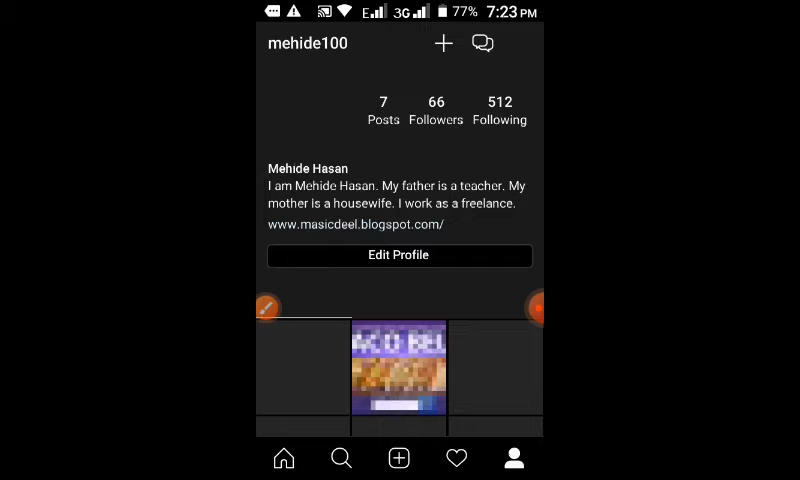 E 3G 77% 7:23 PM
mehide100
7 66 512
Posts Followers Following
Mehide Hasan
I am Mehide Hasan. My father is a teacher. My
mother is a housewife. I work as a freelance.
www.masicdeel.blogspot.com/
Edit Profile